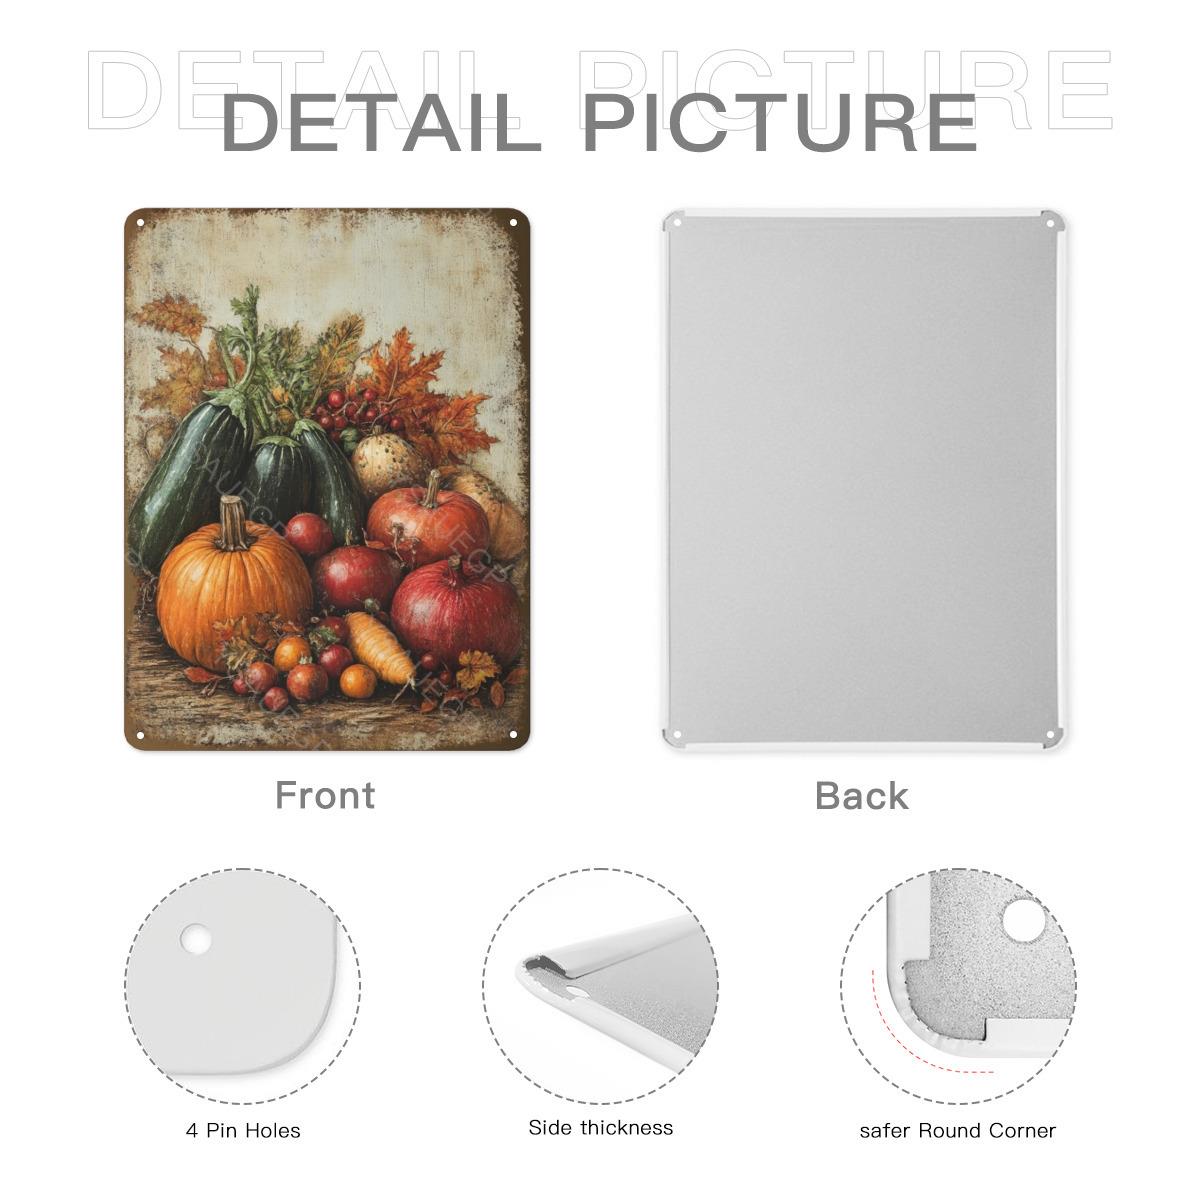 DETAIL PICTURE
DETAIL PICTURE
Front
Back
4 Pin Holes
Side thickness
safer Round Corner